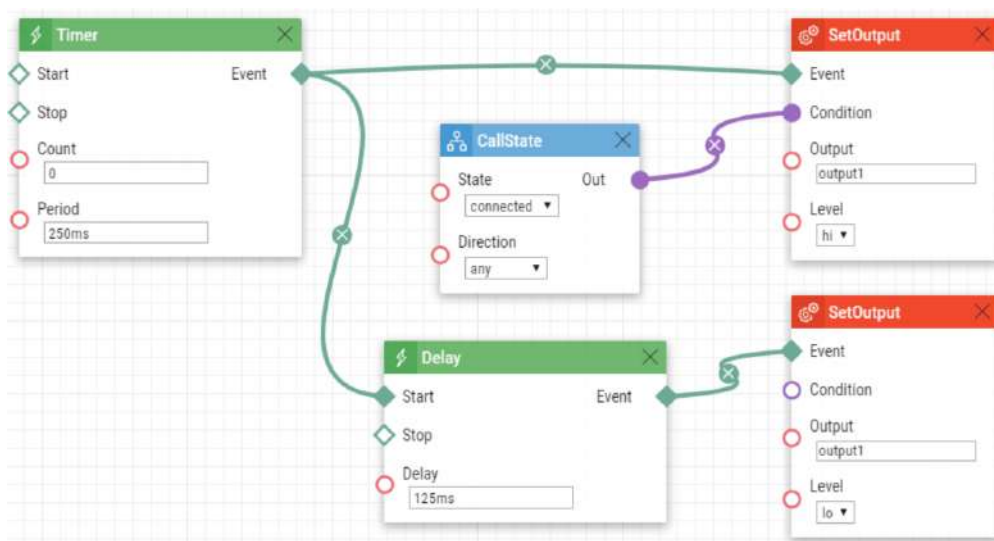 Timer
Start Event
Stop
Count
0
Period
250ms
CallState
State Out
connected
Direction
any
SetOutput
Event
Condition
Output
output1
Level
hi
Delay
Start Event
Stop
Delay
125ms
SetOutput
Event
Condition
Output
output1
Level
lo